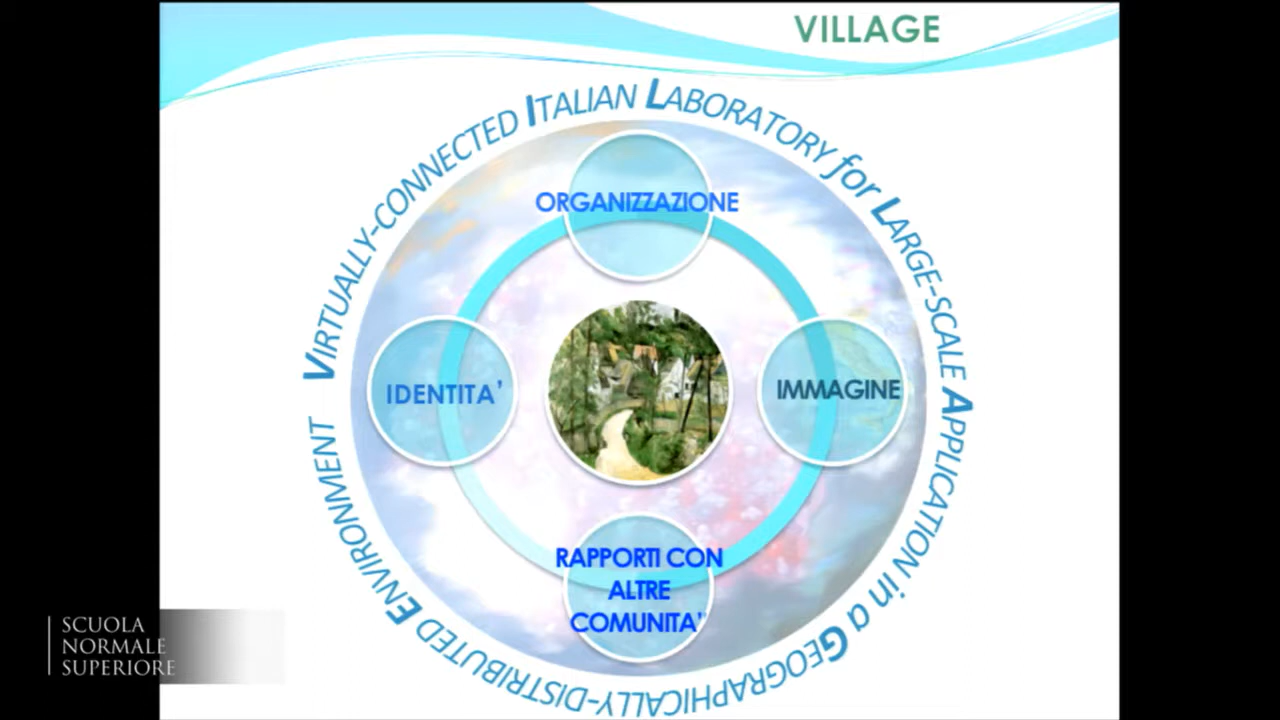 VILLAGE
VIRTUALLY-CONNECTED ITALIAN LABORATORY for LARGE-SCALE APPLICATION in a GEOGRAPHICALLY-DISTRIBUTED ENVIRONMENT
ORGANIZZAZIONE
IDENTITA'
IMMAGINE
RAPPORTI CON
ALTRE
COMUNITA'
SCUOLA
NORMALE
SUPERIORE